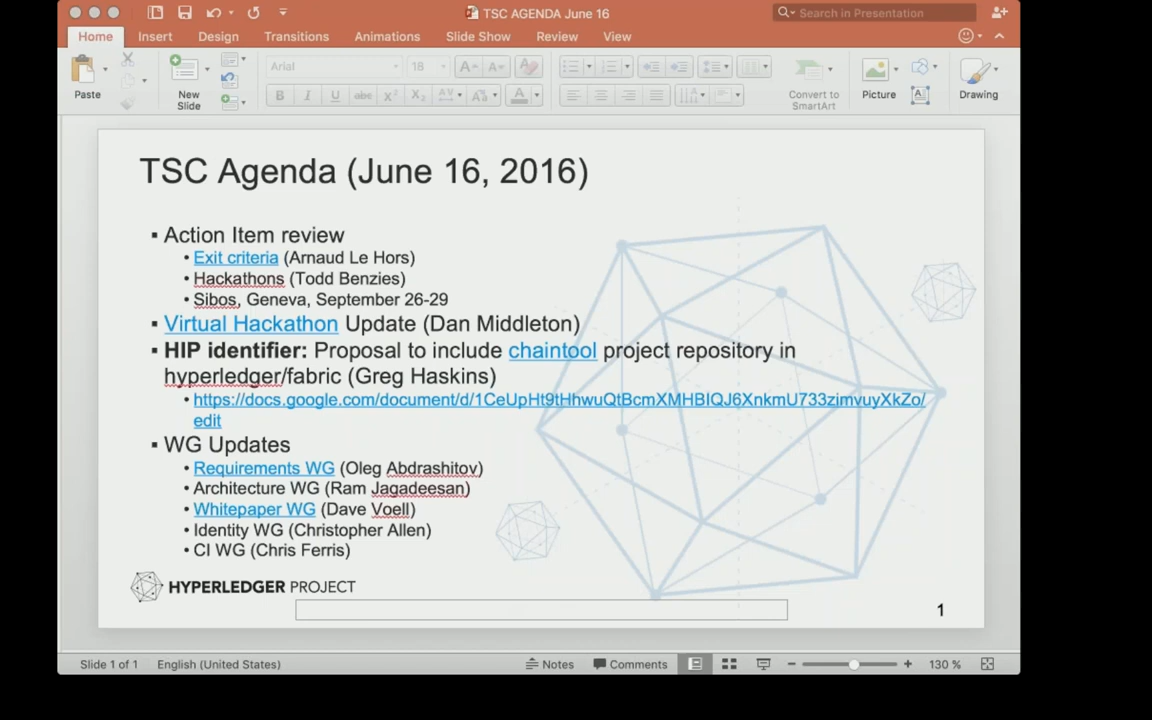 TSC AGENDA June 16
Search in Presentation
Home Insert Design Transitions Animations Slide Show Review View
Paste
New Slide
Arial 18
Convert to SmartArt
Picture
Drawing
TSC Agenda (June 16, 2016)
▪ Action Item review
• Exit criteria (Arnaud Le Hors)
• Hackathons (Todd Benzies)
• Sibos, Geneva, September 26-29
▪ Virtual Hackathon Update (Dan Middleton)
▪ HIP identifier: Proposal to include chaintool project repository in
hyperledger/fabric (Greg Haskins)
• https://docs.google.com/document/d/1CeUpHt9tHhwuQtBcmXMHBIQJ6XnkmU733zimvuyXkZo/
edit
▪ WG Updates
• Requirements WG (Oleg Abdrashitov)
• Architecture WG (Ram Jagadeesan)
• Whitepaper WG (Dave Voell)
• Identity WG (Christopher Allen)
• CI WG (Chris Ferris)
HYPERLEDGER PROJECT
1
Slide 1 of 1 English (United States) Notes Comments 130 %